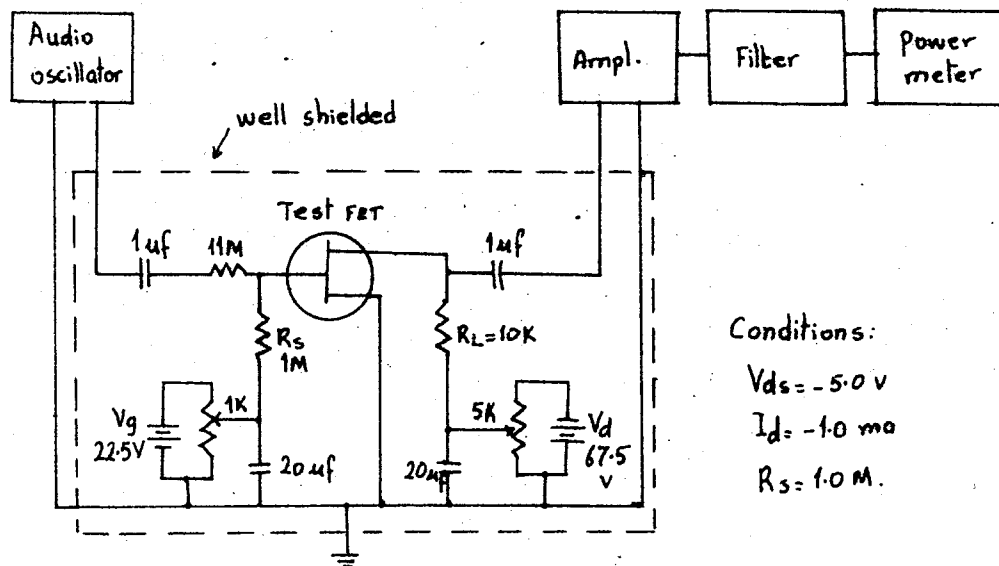 Audio
oscillator
Ampl.
Filter
Power
meter
well shielded
Test FET
1uf
11M
1uf
Rs
1M
RL=10K
Vg
22.5V
1K
20uf
5K
20uf
Vd
67.5
v
Conditions:
Vds = -5.0 v
Id = -1.0 ma
Rs = 1.0 M.